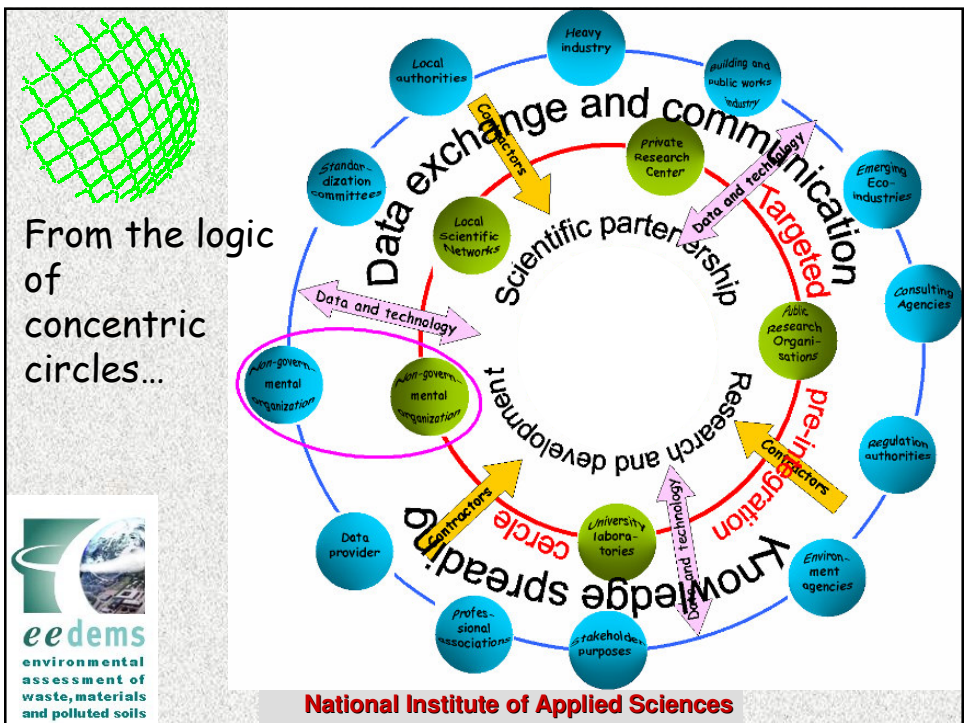 From the logic
of
concentric
circles...
Heavy
industry
Building and
public works
industry
Local
authorities
Standar-
dization
committees
Emerging
Eco-
industries
Consulting
Agencies
Regulation
authorities
Environ-
ment
agencies
Stakeholder
purposes
Profes-
sional
associations
Data
provider
Non-govern-
mental
organization
Data exchange and communication
Knowledge spreading
Private
Research
Center
Local
Scientific
Networks
Public
Research
Organi-
sations
University
labora-
tories
Non-govern-
mental
organization
Targeted
pre-integration
cercle
Scientific partenership
Research and development
Contractors
Data and technology
Data and technology
Contractors
Contractors
Data and technology
eedems
environmental
assessment of
waste, materials
and polluted soils
National Institute of Applied Sciences